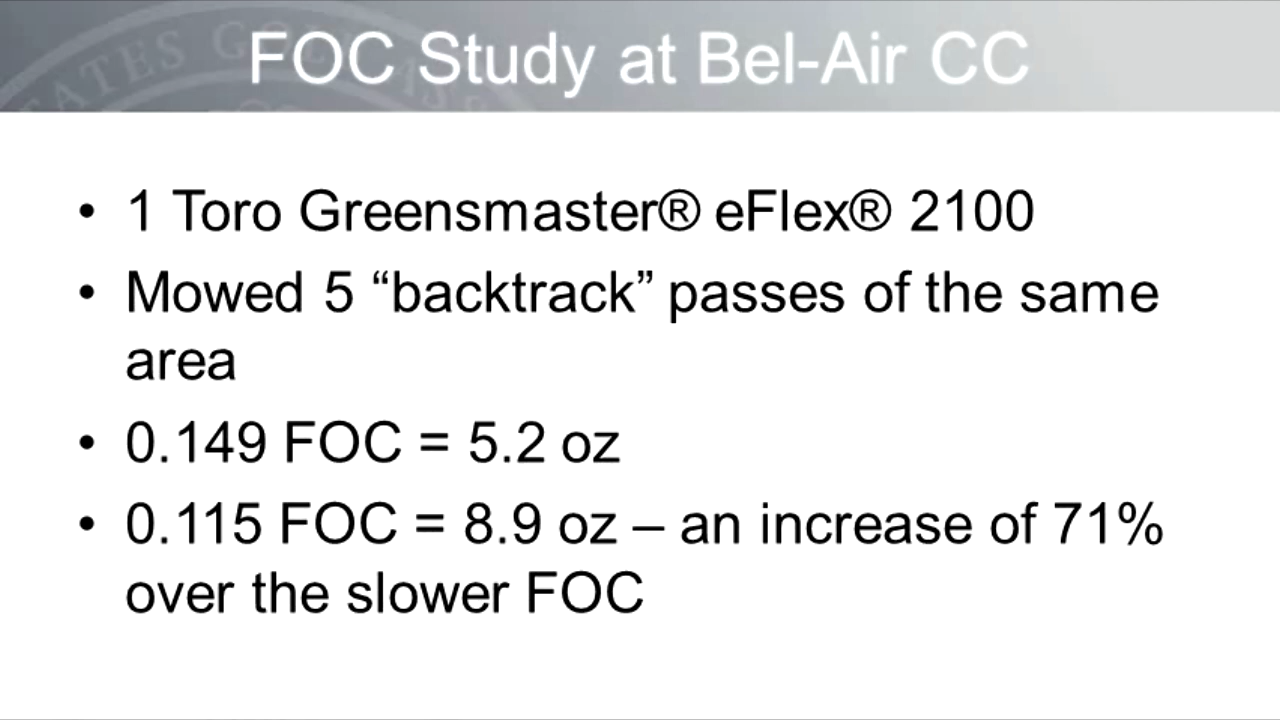 FOC Study at Bel-Air CC
• 1 Toro Greensmaster® eFlex® 2100
• Mowed 5 “backtrack” passes of the same
area
• 0.149 FOC = 5.2 oz
• 0.115 FOC = 8.9 oz – an increase of 71%
over the slower FOC